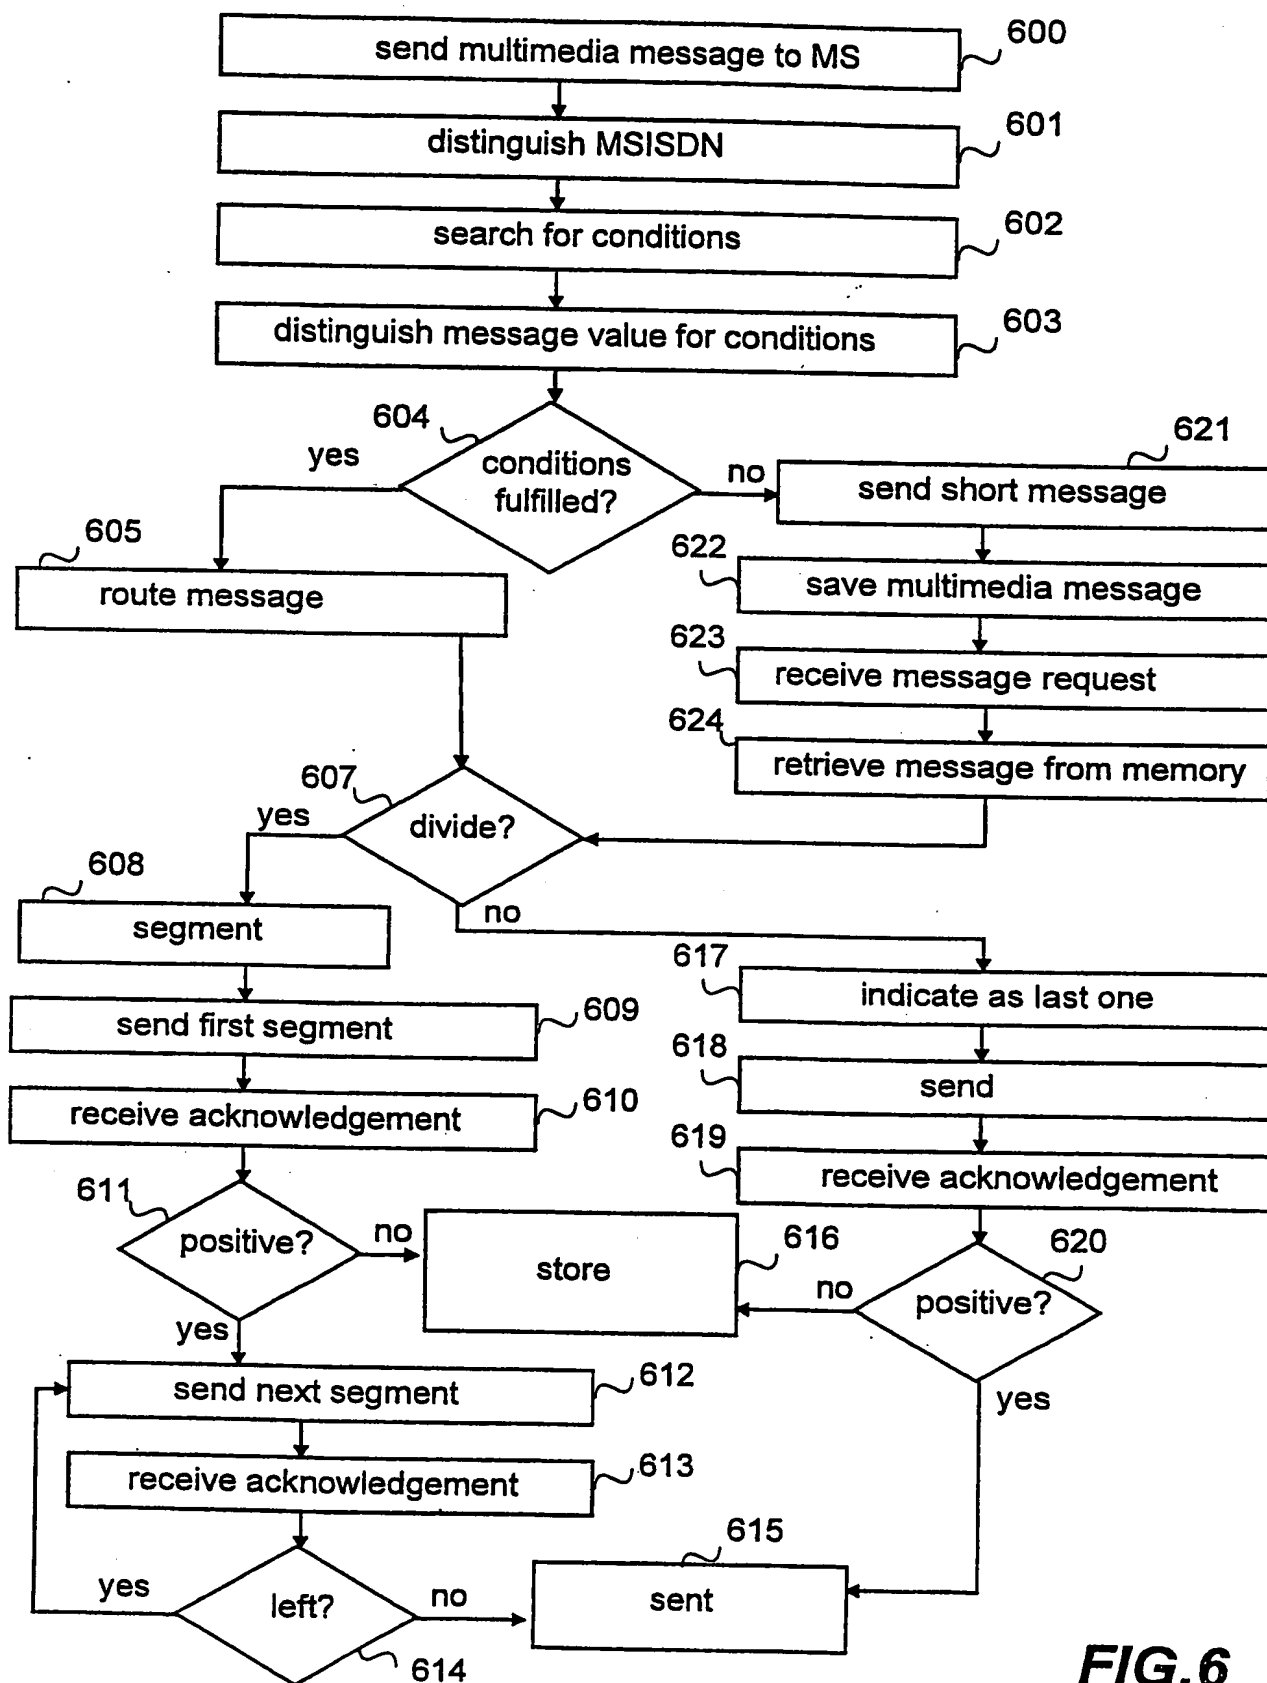 send multimedia message to MS
600
distinguish MSISDN
601
search for conditions
602
distinguish message value for conditions
603
604
conditions
fulfilled?
yes
no
621
send short message
605
route message
622
save multimedia message
623
receive message request
624
retrieve message from memory
607
divide?
yes
no
608
segment
609
send first segment
610
receive acknowledgement
611
positive?
no
yes
616
store
617
indicate as last one
618
send
619
receive acknowledgement
620
positive?
no
yes
612
send next segment
613
receive acknowledgement
614
left?
yes
no
615
sent
FIG.6